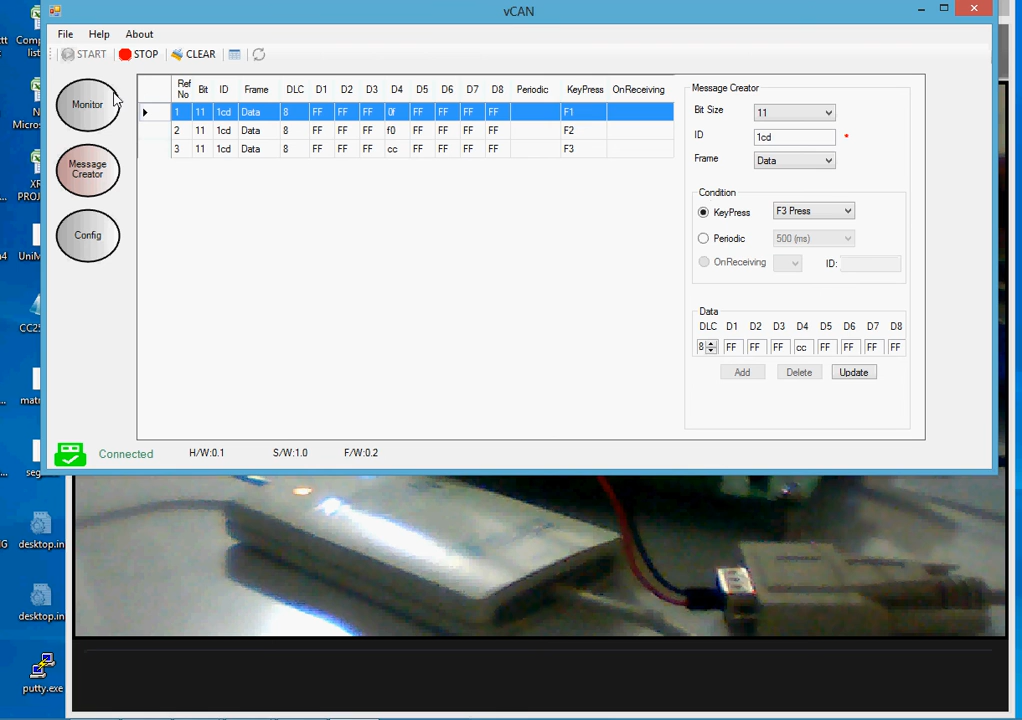 vCAN
File Help About
START STOP CLEAR
Monitor
Message Creator
Config
Ref No Bit ID Frame DLC D1 D2 D3 D4 D5 D6 D7 D8 Periodic KeyPress OnReceiving
1 11 1cd Data 8 FF FF FF 0f FF FF FF FF F1
2 11 1cd Data 8 FF FF FF f0 FF FF FF FF F2
3 11 1cd Data 8 FF FF FF cc FF FF FF FF F3
Message Creator
Bit Size 11
ID 1cd *
Frame Data
Condition
KeyPress F3 Press
Periodic 500 (ms)
OnReceiving ID:
Data
DLC D1 D2 D3 D4 D5 D6 D7 D8
8 FF FF FF cc FF FF FF FF
Add Delete Update
Connected H/W:0.1 S/W:1.0 F/W:0.2
desktop.in
desktop.in
putty.exe